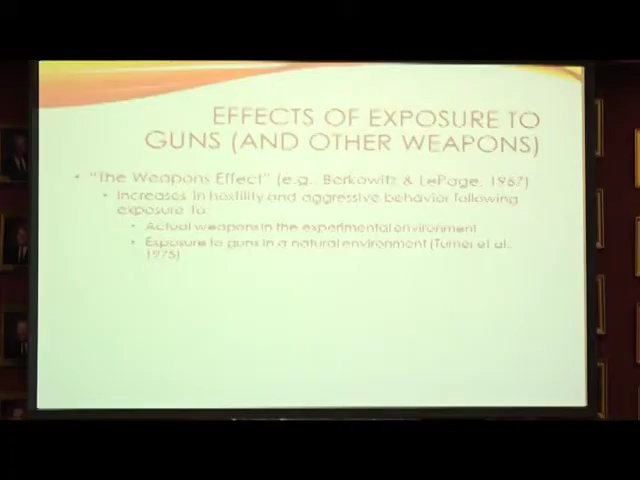 EFFECTS OF EXPOSURE TO
GUNS (AND OTHER WEAPONS)
• "The Weapons Effect" (e.g., Berkowitz & LePage, 1967)
• Increases in hostility and aggressive behavior following
exposure to:
• Actual weapons in the experimental environment
• Exposure to guns in a natural environment (Turner et al.,
1975)